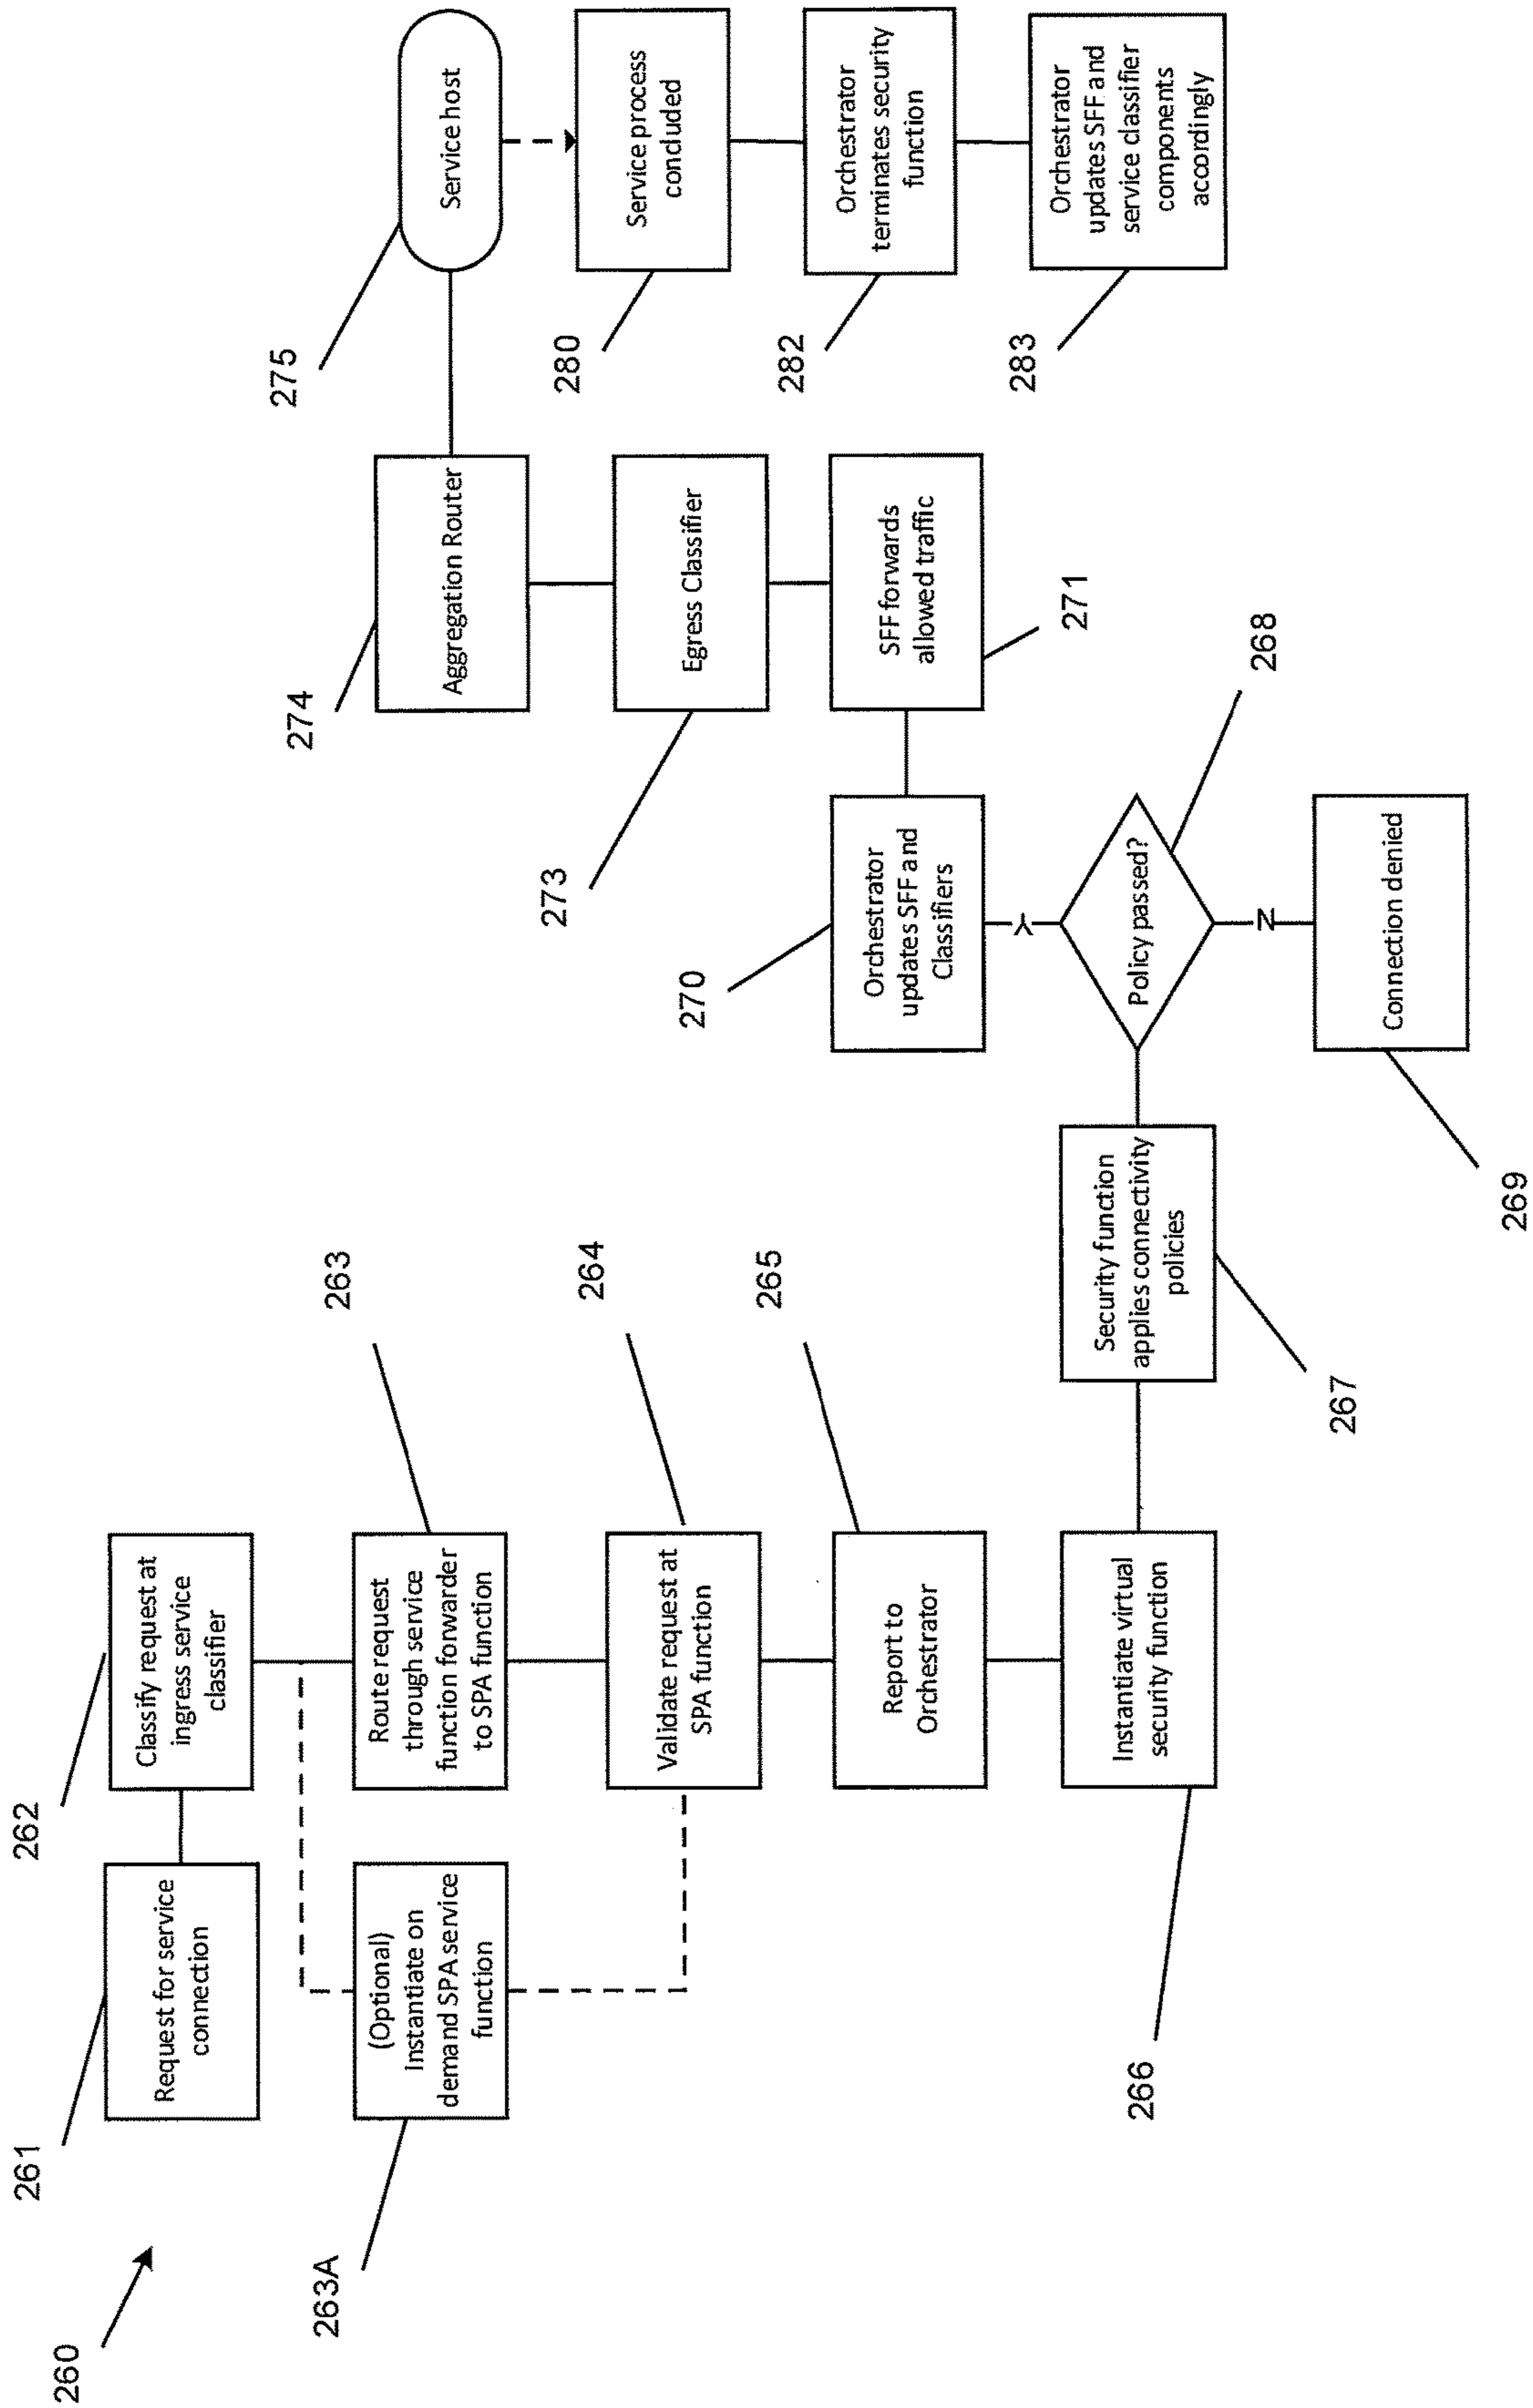 260
261
Request for service
connection
262
Classify request at
ingress service
classifier
263A
(Optional)
Instantiate on
demand SPA service
function
263
Route request
through service
function forwarder
to SPA function
264
Validate request at
SPA function
265
Report to
Orchestrator
266
Instantiate virtual
security function
267
Security function
applies connectivity
policies
268
Policy passed?
N
269
Connection denied
Y
270
Orchestrator
updates SFF and
Classifiers
271
SFF forwards
allowed traffic
273
Egress Classifier
274
Aggregation Router
275
Service host
280
Service process
concluded
282
Orchestrator
terminates security
function
283
Orchestrator
updates SFF and
service classifier
components
acordingly